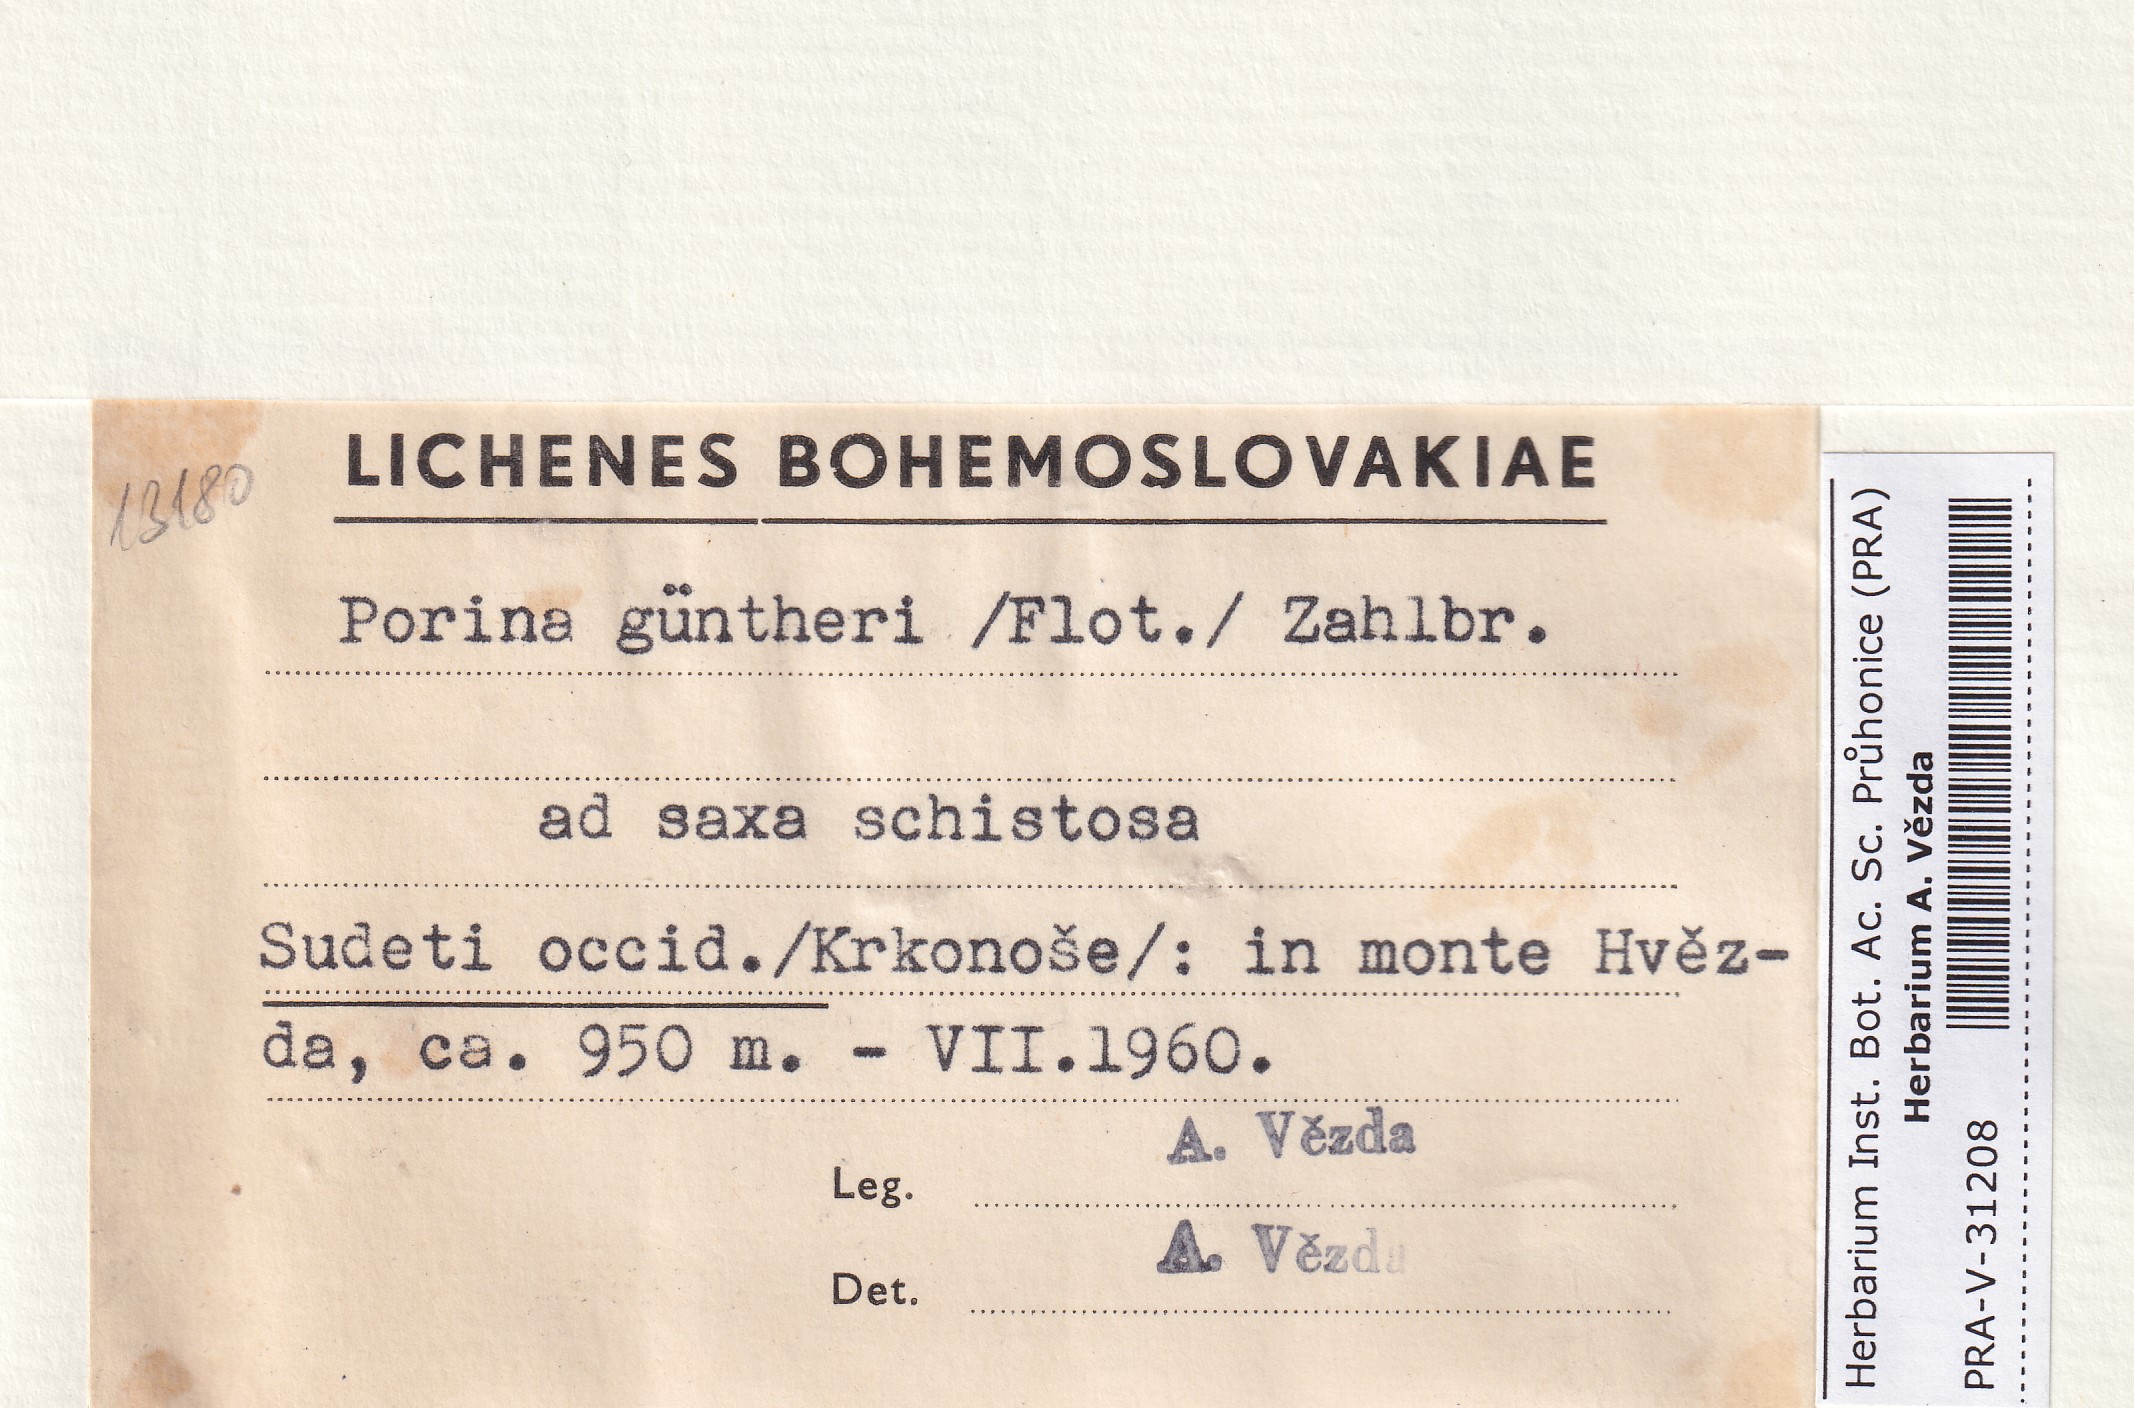 13180
LICHENES BOHEMOSLOVAKIAE
Porina güntheri /Flot./ Zahlbr.
ad saxa schistosa
Sudeti occid./Krkonoše/: in monte Hvěz-
da, ca. 950 m. - VII.1960.
A. Vězda
Leg.
A. Vězda
Det.
Herbarium Inst. Bot. Ac. Sc. Průhonice (PRA)
Herbarium A. Vězda
PRA-V-31208